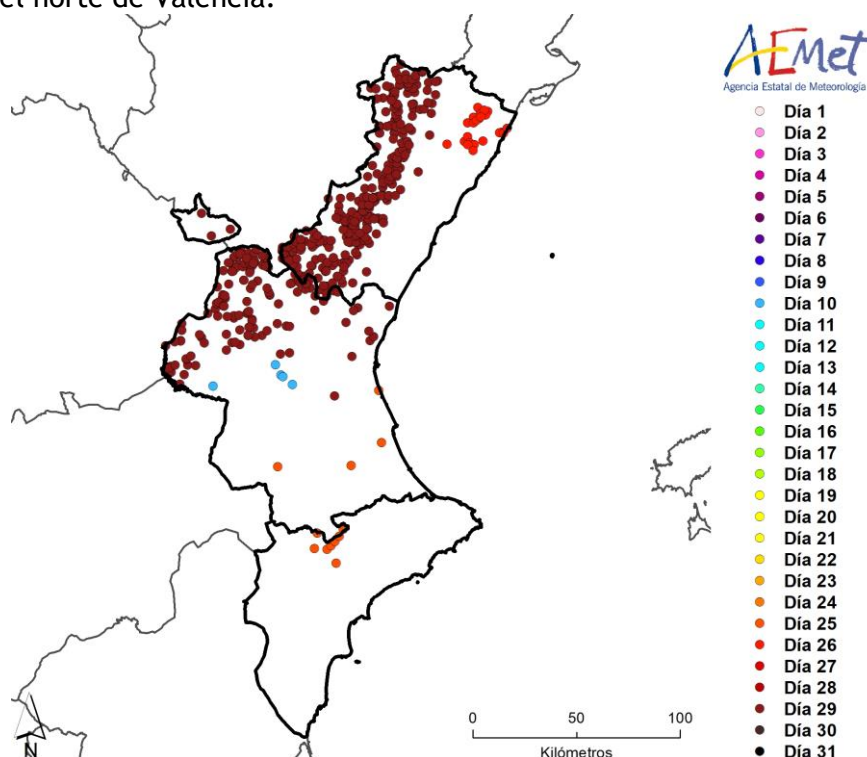 el norte de Valencia.
AEMet
Agencia Estatal de Meteorología
Día 1
Día 2
Día 3
Día 4
Día 5
Día 6
Día 7
Día 8
Día 9
Día 10
Día 11
Día 12
Día 13
Día 14
Día 15
Día 16
Día 17
Día 18
Día 19
Día 20
Día 21
Día 22
Día 23
Día 24
Día 25
Día 26
Día 27
Día 28
Día 29
Día 30
Día 31
0 50 100
Kilómetros
N